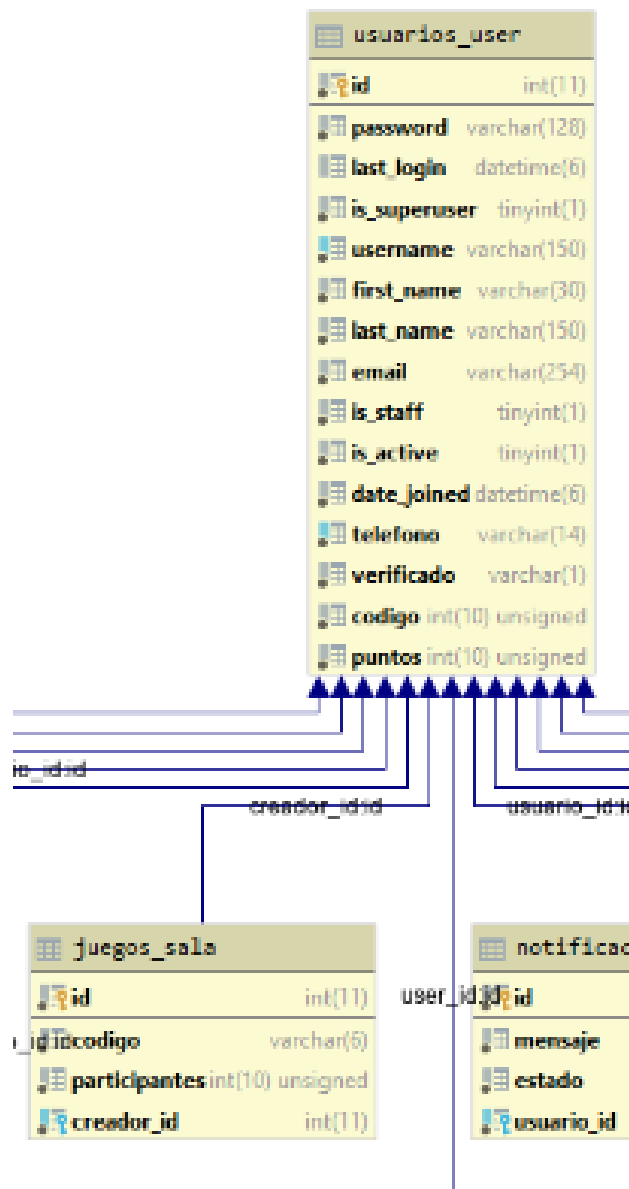 usuarios_user
id int(11)
password varchar(128)
last_login datetime(6)
is_superuser tinyint(1)
username varchar(150)
first_name varchar(30)
last_name varchar(150)
email varchar(254)
is_staff tinyint(1)
is_active tinyint(1)
date_joined datetime(6)
telefono varchar(14)
verificado varchar(1)
codigo int(10) unsigned
puntos int(10) unsigned
io_id:id
creador_id:id
usuario_id:id
juegos_sala
id int(11)
codigo varchar(6)
participantes int(10) unsigned
creador_id int(11)
user_id:id
notificac
id
mensaje
estado
usuario_id